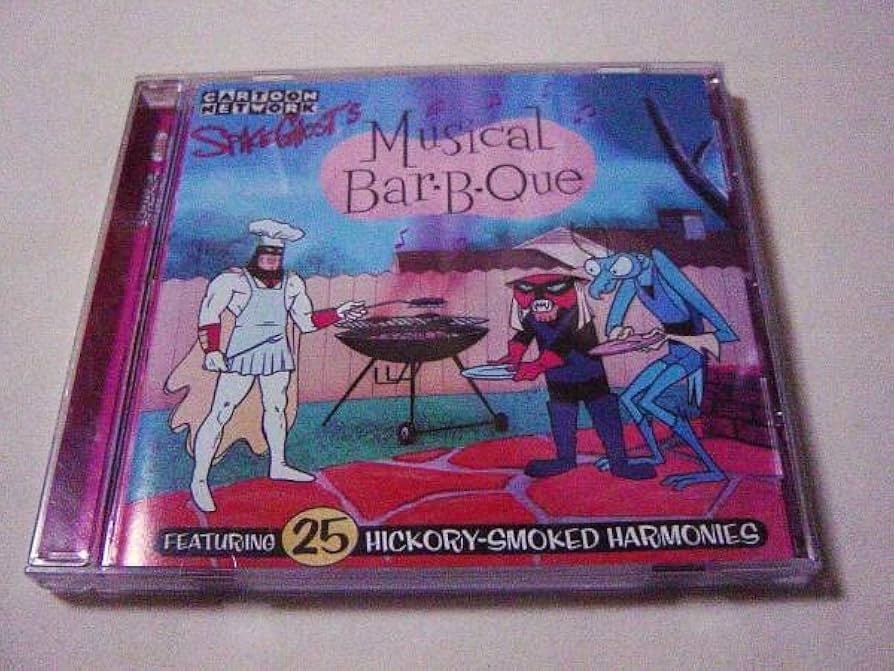 CARTOON
NETWORK
SPACE GHOST'S
Musical
Bar-B-Que
FEATURING 25 HICKORY-SMOKED HARMONIES